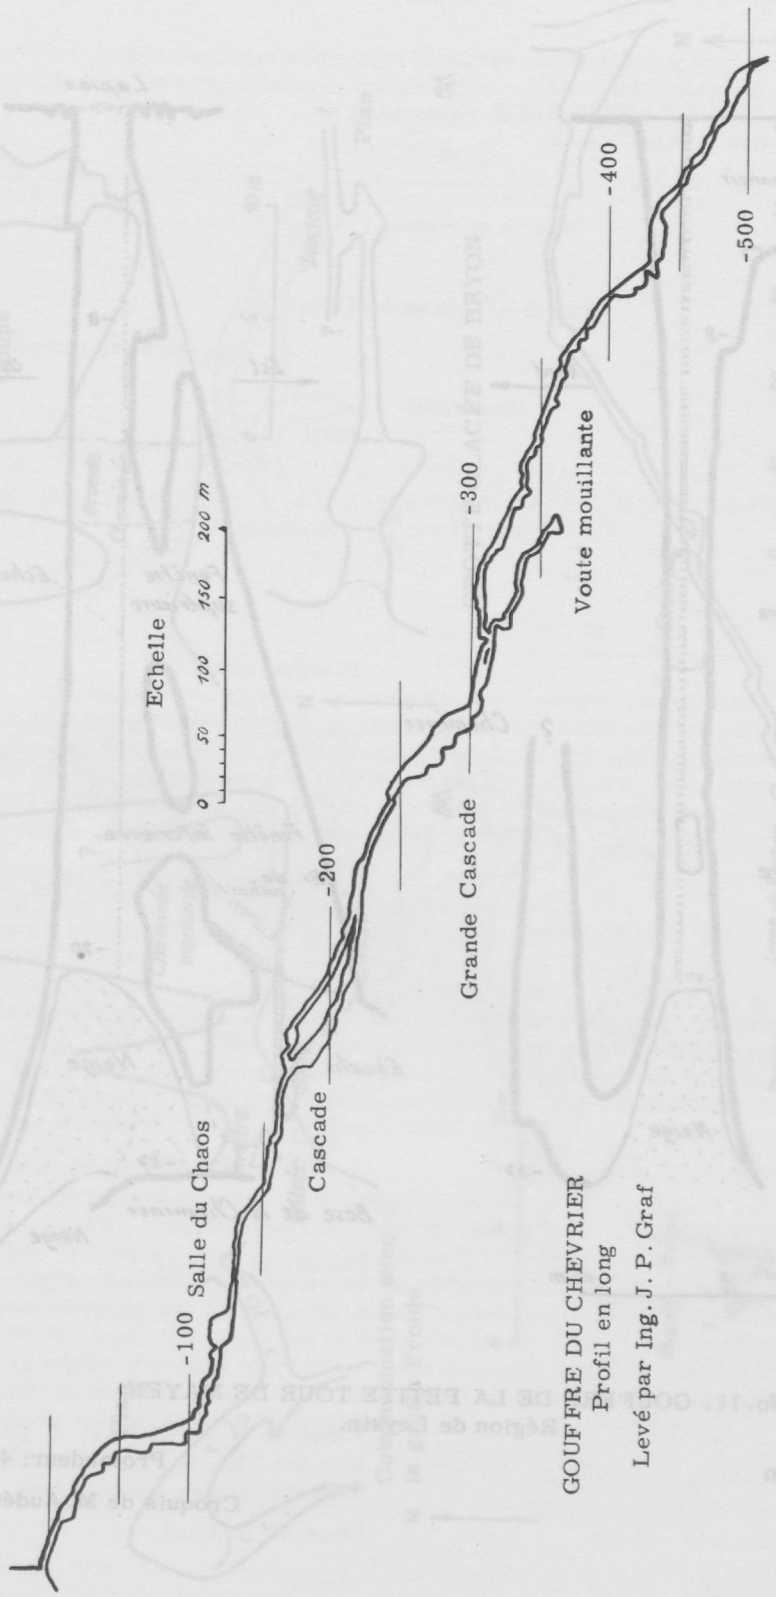 -100
Salle du Chaos
Cascade
-200
Grande Cascade
-300
Voute mouillante
-400
-500
Echelle
0 50 100 150 200 m
GOUFFRE DU CHEVRIER
Profil en long
Levé par Ing. J. P. Graf